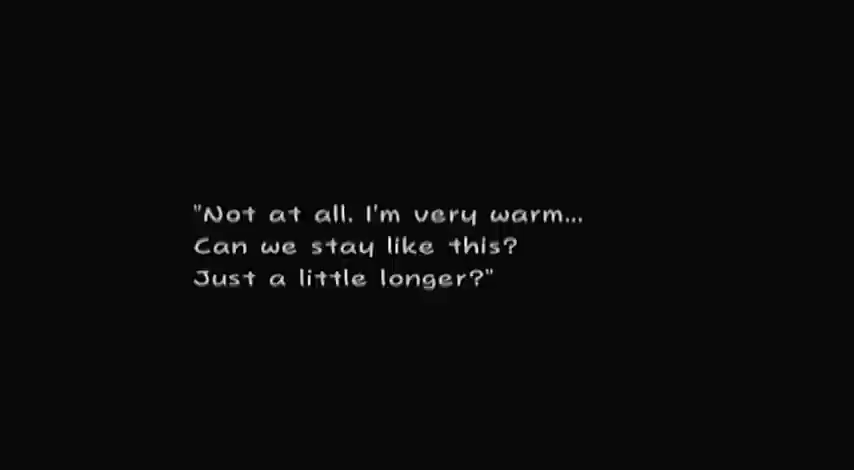 "Not at all. I'm very warm...
Can we stay like this?
Just a little longer?"